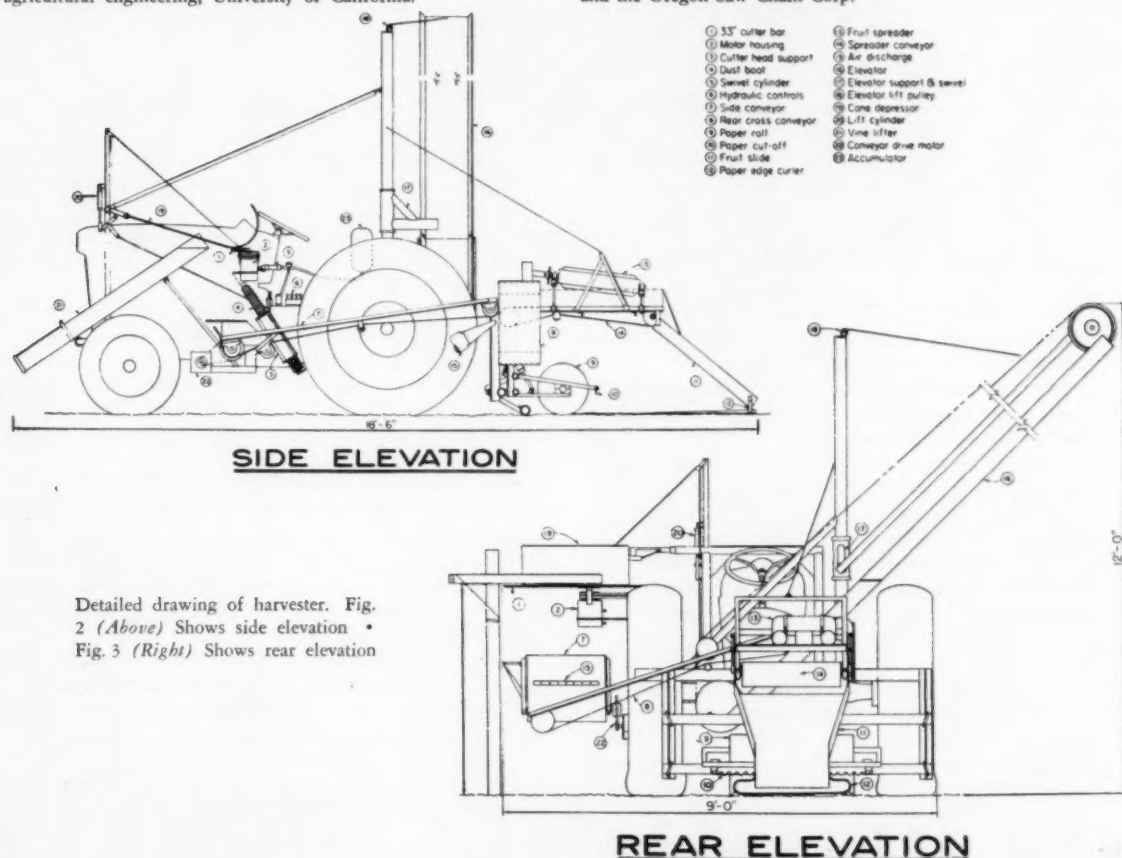 agricultural engineering, University of California.
and the Oregon Saw Chain Corp.
① 33" cutter bar
② Motor housing
③ Cutter head support
④ Dust boot
⑤ Swivel cylinder
⑥ Hydraulic controls
⑦ Side conveyor
⑧ Rear cross conveyor
⑨ Paper roll
⑩ Paper cut-off
⑪ Fruit slide
⑫ Paper edge curler
⑬ Fruit spreader
⑭ Spreader conveyor
⑮ Air discharge
⑯ Elevator
⑰ Elevator support & swivel
⑱ Elevator lift pulley
⑲ Cane depressor
⑳ Lift cylinder
㉑ Vine lifter
㉒ Conveyor drive motor
㉓ Accumulator
18'-6"
SIDE ELEVATION
12'-0"
Detailed drawing of harvester. Fig.
2 (Above) Shows side elevation •
Fig. 3 (Right) Shows rear elevation
9'-0"
REAR ELEVATION